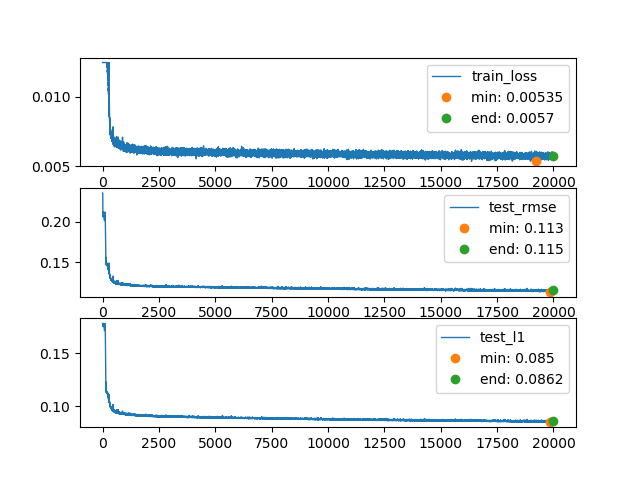 0.010
0.005
train_loss
min: 0.00535
end: 0.0057
0 2500 5000 7500 10000 12500 15000 17500 20000
0.20
0.15
test_rmse
min: 0.113
end: 0.115
0 2500 5000 7500 10000 12500 15000 17500 20000
0.15
0.10
test_l1
min: 0.085
end: 0.0862
0 2500 5000 7500 10000 12500 15000 17500 20000